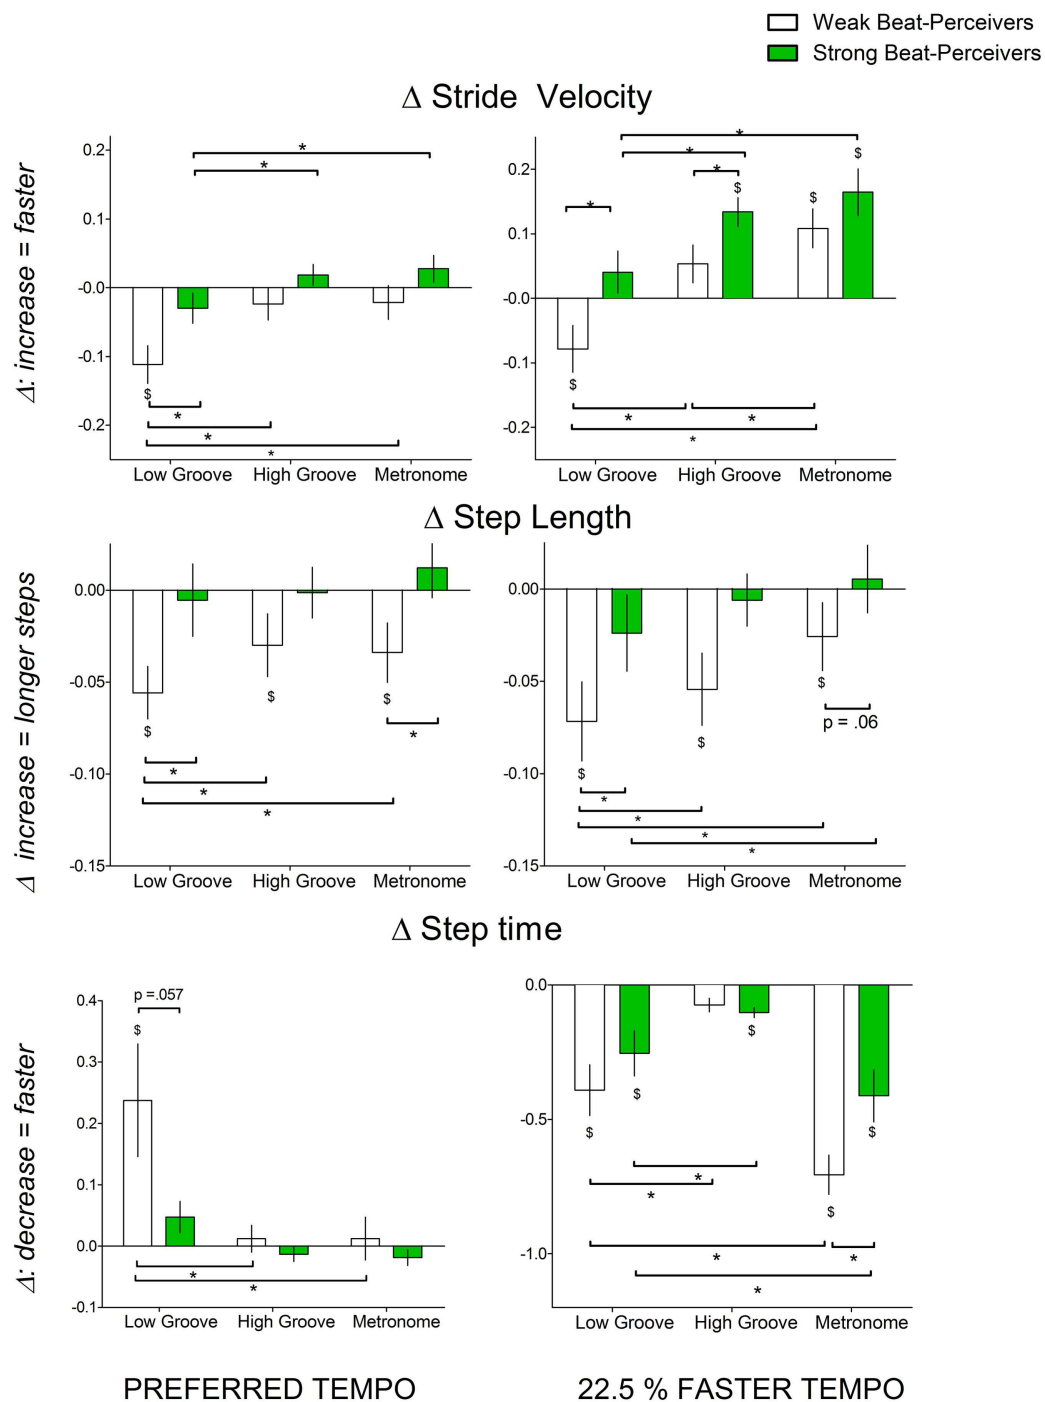 Weak Beat-Perceivers
Strong Beat-Perceivers
Δ Stride Velocity
Δ: increase = faster
0.2
0.1
-0.0
-0.1
-0.2
* * $ * * *
Low Groove High Groove Metronome
0.2
0.1
-0.0
-0.1
-0.2
* * * * $ $ $ $ * * *
Low Groove High Groove Metronome
Δ Step Length
Δ increase = longer steps
0.00
-0.05
-0.10
-0.15
$ $ $ * * * *
Low Groove High Groove Metronome
0.00
-0.05
-0.10
-0.15
$ $ $
p = .06
* * * *
Low Groove High Groove Metronome
Δ Step time
Δ: decrease = faster
0.4
0.3
0.2
0.1
0.0
-0.1
p =.057
$ * *
Low Groove High Groove Metronome
0.0
-0.5
-1.0
$ $ $ $ $ * * * * *
Low Groove High Groove Metronome
PREFERRED TEMPO
22.5 % FASTER TEMPO